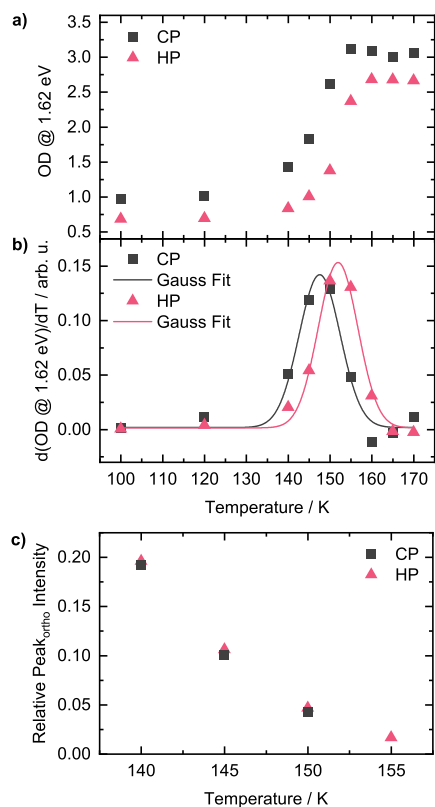 a)
CP
HP
3.5
3.0
2.5
2.0
1.5
1.0
0.5
OD @ 1.62 eV
b)
CP
Gauss Fit
HP
Gauss Fit
0.15
0.10
0.05
0.00
d(OD @ 1.62 eV)/dT / arb. u.
100 110 120 130 140 150 160 170
Temperature / K
c)
CP
HP
0.20
0.15
0.10
0.05
0.00
Relative Peak_ortho Intensity
140 145 150 155
Temperature / K